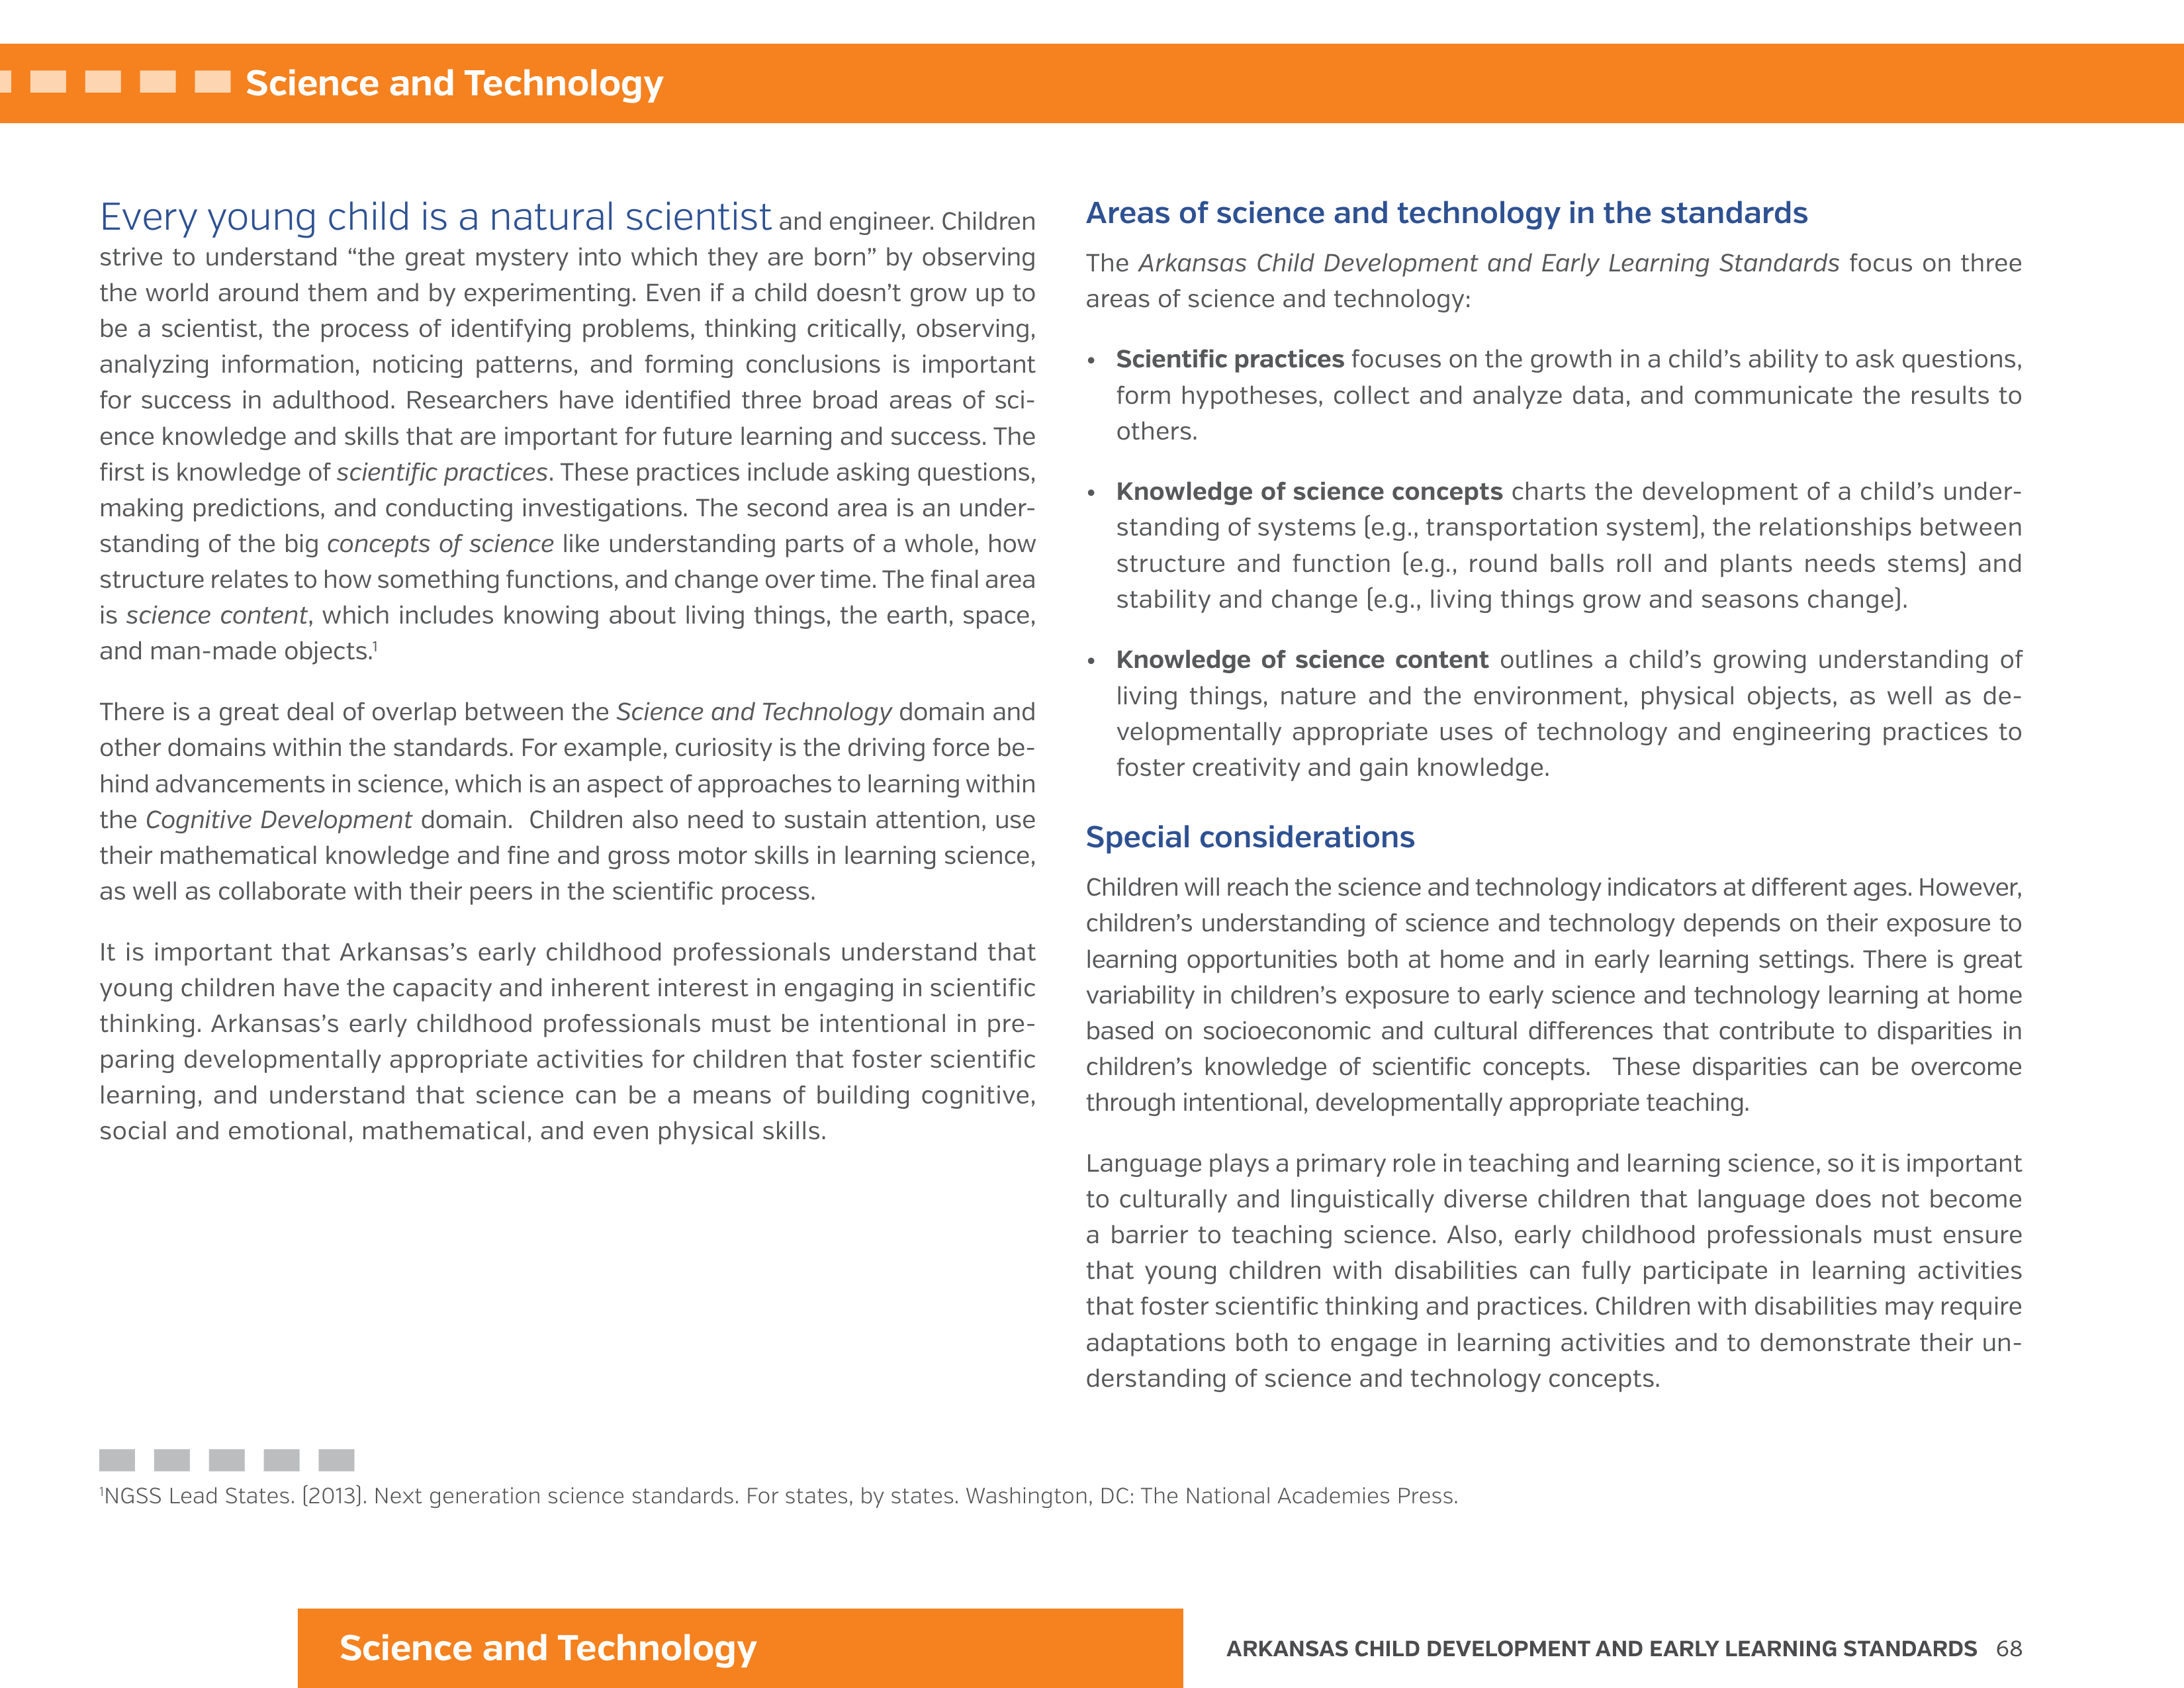 Science and Technology
Every young child is a natural scientist and engineer. Children
strive to understand “the great mystery into which they are born” by observing
the world around them and by experimenting. Even if a child doesn’t grow up to
be a scientist, the process of identifying problems, thinking critically, observing,
analyzing information, noticing patterns, and forming conclusions is important
for success in adulthood. Researchers have identified three broad areas of sci-
ence knowledge and skills that are important for future learning and success. The
first is knowledge of scientific practices. These practices include asking questions,
making predictions, and conducting investigations. The second area is an under-
standing of the big concepts of science like understanding parts of a whole, how
structure relates to how something functions, and change over time. The final area
is science content, which includes knowing about living things, the earth, space,
and man-made objects.¹
There is a great deal of overlap between the Science and Technology domain and
other domains within the standards. For example, curiosity is the driving force be-
hind advancements in science, which is an aspect of approaches to learning within
the Cognitive Development domain.  Children also need to sustain attention, use
their mathematical knowledge and fine and gross motor skills in learning science,
as well as collaborate with their peers in the scientific process.
It is important that Arkansas’s early childhood professionals understand that
young children have the capacity and inherent interest in engaging in scientific
thinking. Arkansas’s early childhood professionals must be intentional in pre-
paring developmentally appropriate activities for children that foster scientific
learning, and understand that science can be a means of building cognitive,
social and emotional, mathematical, and even physical skills.
Areas of science and technology in the standards
The Arkansas Child Development and Early Learning Standards focus on three
areas of science and technology:
• Scientific practices focuses on the growth in a child’s ability to ask questions,
form hypotheses, collect and analyze data, and communicate the results to
others.
• Knowledge of science concepts charts the development of a child’s under-
standing of systems (e.g., transportation system), the relationships between
structure and function (e.g., round balls roll and plants needs stems) and
stability and change (e.g., living things grow and seasons change).
• Knowledge of science content outlines a child’s growing understanding of
living things, nature and the environment, physical objects, as well as de-
velopmentally appropriate uses of technology and engineering practices to
foster creativity and gain knowledge.
Special considerations
Children will reach the science and technology indicators at different ages. However,
children’s understanding of science and technology depends on their exposure to
learning opportunities both at home and in early learning settings. There is great
variability in children’s exposure to early science and technology learning at home
based on socioeconomic and cultural differences that contribute to disparities in
children’s knowledge of scientific concepts.  These disparities can be overcome
through intentional, developmentally appropriate teaching.
Language plays a primary role in teaching and learning science, so it is important
to culturally and linguistically diverse children that language does not become
a barrier to teaching science. Also, early childhood professionals must ensure
that young children with disabilities can fully participate in learning activities
that foster scientific thinking and practices. Children with disabilities may require
adaptations both to engage in learning activities and to demonstrate their un-
derstanding of science and technology concepts.
¹NGSS Lead States. (2013). Next generation science standards. For states, by states. Washington, DC: The National Academies Press.
Science and Technology
ARKANSAS CHILD DEVELOPMENT AND EARLY LEARNING STANDARDS 68